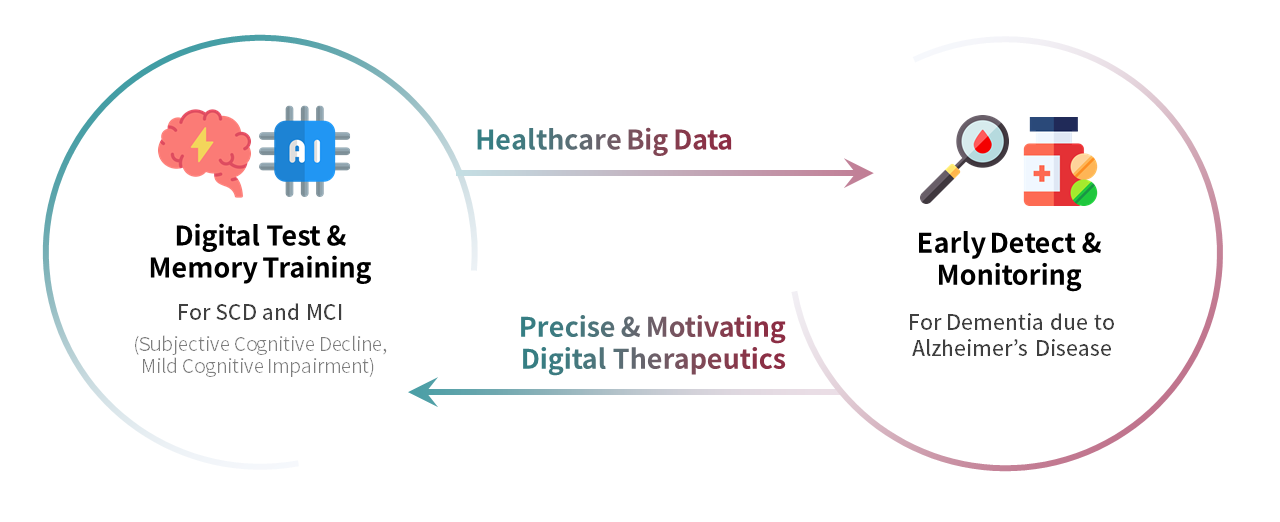 AI
Digital Test &
Memory Training
For SCD and MCI
(Subjective Cognitive Decline,
Mild Cognitive Impairment)
Healthcare Big Data
Precise & Motivating
Digital Therapeutics
Early Detect &
Monitoring
For Dementia due to
Alzheimer’s Disease